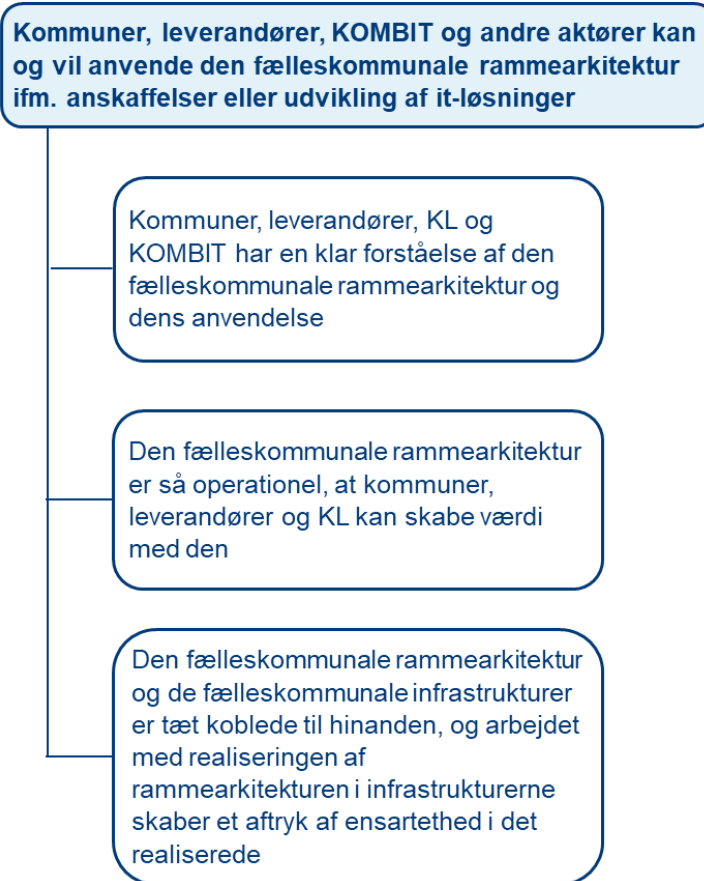 Kommuner, leverandører, KOMBIT og andre aktører kan
og vil anvende den fælleskommunale rammearkitektur
ifm. anskaffelser eller udvikling af it-løsninger
Kommuner, leverandører, KL og
KOMBIT har en klar forståelse af den
fælleskommunale rammearkitektur og
dens anvendelse
Den fælleskommunale rammearkitektur
er så operationel, at kommuner,
leverandører og KL kan skabe værdi
med den
Den fælleskommunale rammearkitektur
og de fælleskommunale infrastrukturer
er tæt koblede til hinanden, og arbejdet
med realiseringen af
rammearkitekturen i infrastrukturerne
skaber et aftryk af ensartethed i det
realiserede